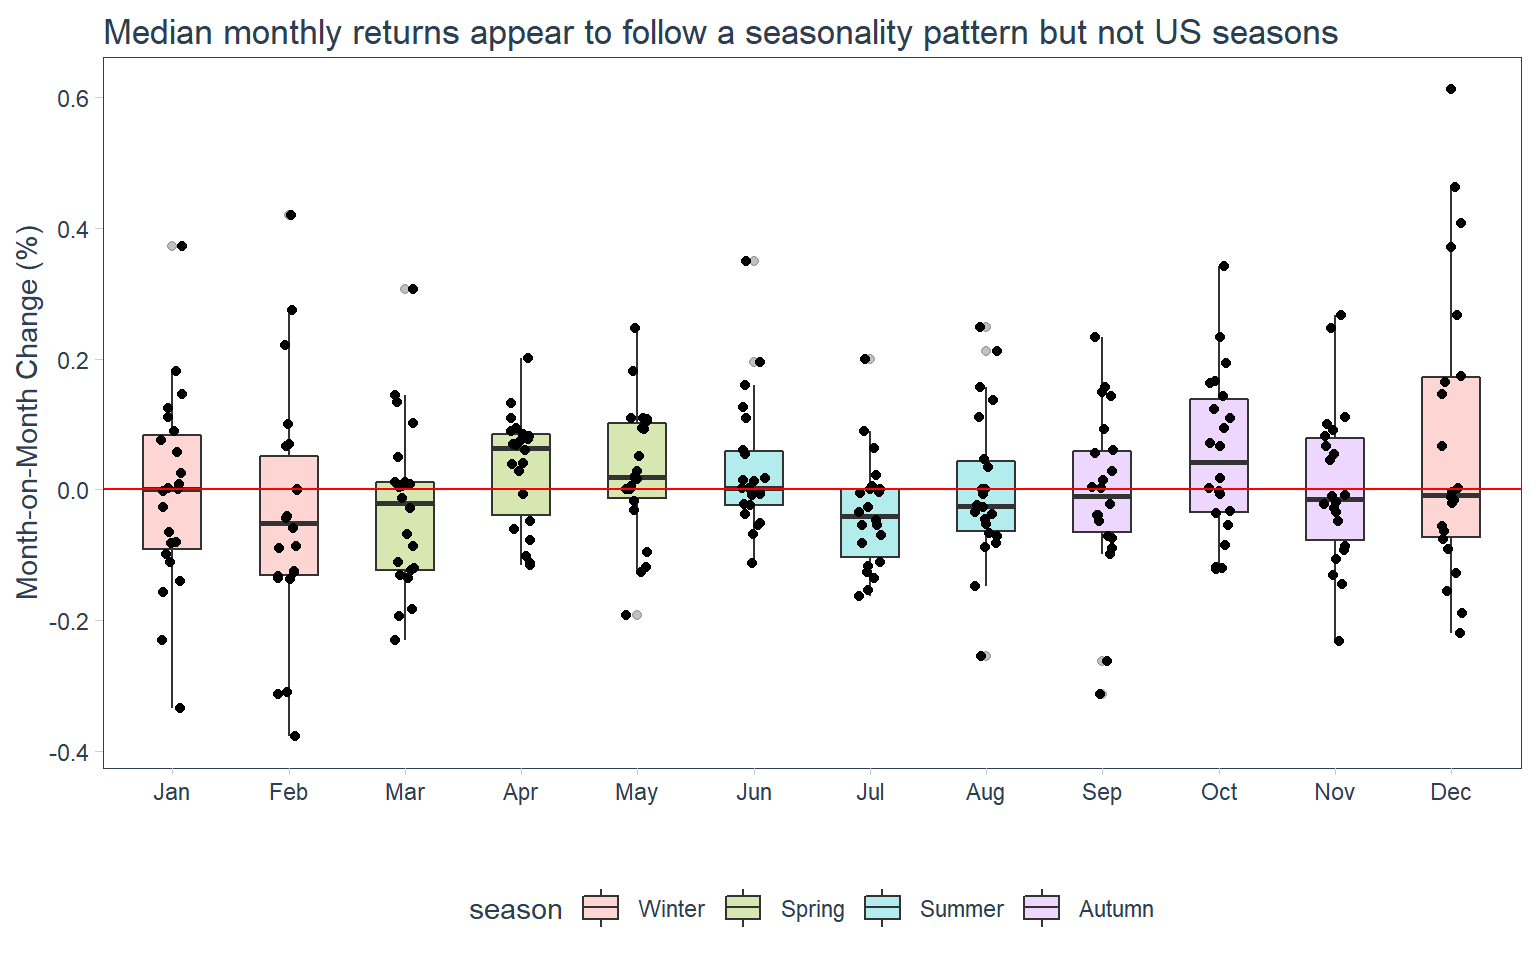 Median monthly returns appear to follow a seasonality pattern but not US seasons
Month-on-Month Change (%)
0.6
0.4
0.2
0.0
-0.2
-0.4
Jan Feb Mar Apr May Jun Jul Aug Sep Oct Nov Dec
season Winter Spring Summer Autumn